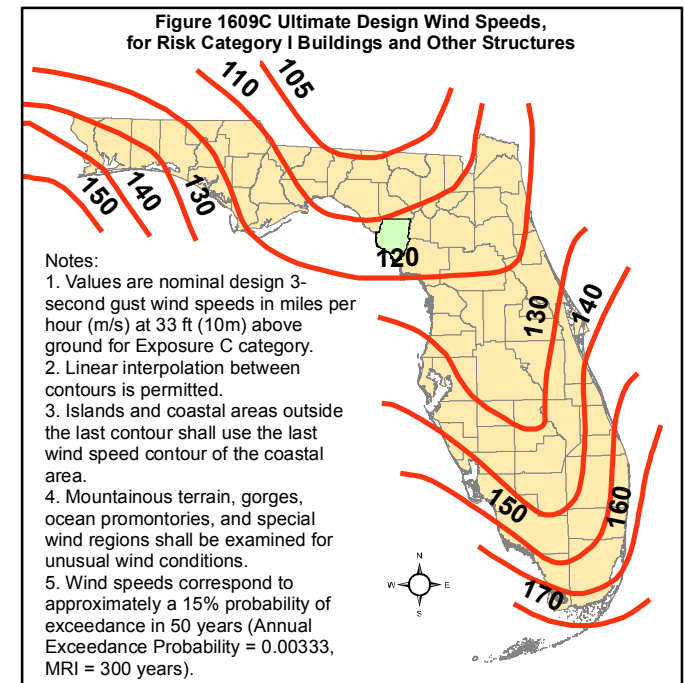 Figure 1609C Ultimate Design Wind Speeds,
for Risk Category I Buildings and Other Structures
105
110
150
140
130
120
Notes:
1. Values are nominal design 3-
second gust wind speeds in miles per
hour (m/s) at 33 ft (10m) above
ground for Exposure C category.
2. Linear interpolation between
contours is permitted.
3. Islands and coastal areas outside
the last contour shall use the last
wind speed contour of the coastal
area.
4. Mountainous terrain, gorges,
ocean promontories, and special
wind regions shall be examined for
unusual wind conditions.
5. Wind speeds correspond to
approximately a 15% probability of
exceedance in 50 years (Annual
Exceedance Probability = 0.00333,
MRI = 300 years).
130
140
150
160
170
N
W
E
S